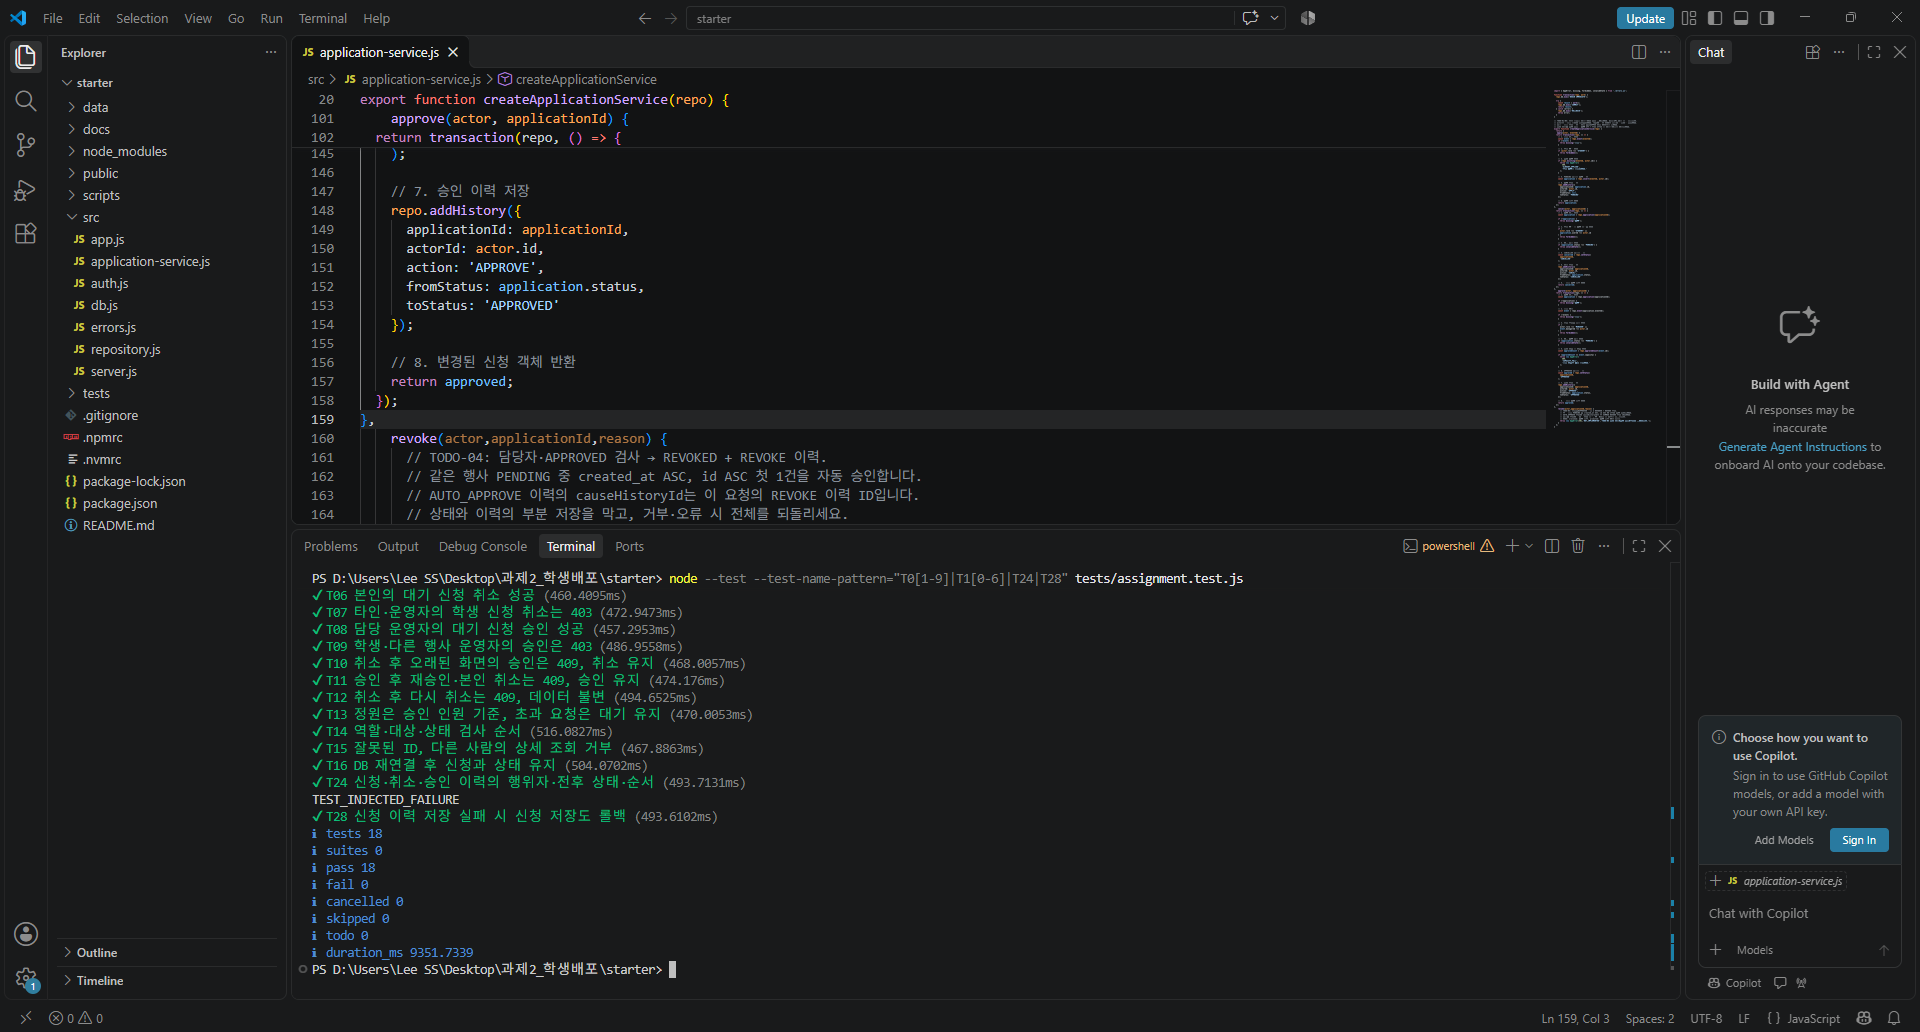 File Edit Selection View Go Run Terminal Help
starter
Update
Explorer
starter
data
docs
node_modules
public
scripts
src
JS app.js
JS application-service.js
JS auth.js
JS db.js
JS errors.js
JS repository.js
JS server.js
tests
.gitignore
.npmrc
.nvmrc
package-lock.json
package.json
README.md
Outline
Timeline
1
JS application-service.js
src > JS application-service.js > createApplicationService
20 export function createApplicationService(repo) {
101 approve(actor, applicationId) {
102 return transaction(repo, () => {
145 );
146
147 // 7. 승인 이력 저장
148 repo.addHistory({
149 applicationId: applicationId,
150 actorId: actor.id,
151 action: 'APPROVE',
152 fromStatus: application.status,
153 toStatus: 'APPROVED'
154 });
155
156 // 8. 변경된 신청 객체 반환
157 return approved;
158 });
159 },
160 revoke(actor,applicationId,reason) {
161 // TODO-04: 담당자·APPROVED 검사 → REVOKED + REVOKE 이력.
162 // 같은 행사 PENDING 중 created_at ASC, id ASC 첫 1건을 자동 승인합니다.
163 // AUTO_APPROVE 이력의 causeHistoryId는 이 요청의 REVOKE 이력 ID입니다.
164 // 상태와 이력의 부분 저장을 막고, 거부·오류 시 전체를 되돌리세요.
Problems Output Debug Console Terminal Ports
powershell
PS D:\Users\Lee SS\Desktop\과제2_학생배포\starter> node --test --test-name-pattern="T0[1-9]|T1[0-6]|T24|T28" tests/assignment.test.js
✓ T06 본인의 대기 신청 취소 성공 (460.4095ms)
✓ T07 타인·운영자의 학생 신청 취소는 403 (472.9473ms)
✓ T08 담당 운영자의 대기 신청 승인 성공 (457.2953ms)
✓ T09 학생·다른 행사 운영자의 승인은 403 (486.9558ms)
✓ T10 취소 후 오래된 화면의 승인은 409, 취소 유지 (468.0057ms)
✓ T11 승인 후 재승인·본인 취소는 409, 승인 유지 (474.176ms)
✓ T12 취소 후 다시 취소는 409, 데이터 불변 (494.6525ms)
✓ T13 정원은 승인 인원 기준, 초과 요청은 대기 유지 (470.0053ms)
✓ T14 역할·대상·상태 검사 순서 (516.0827ms)
✓ T15 잘못된 ID, 다른 사람의 상세 조회 거부 (467.8863ms)
✓ T16 DB 재연결 후 신청과 상태 유지 (504.0702ms)
✓ T24 신청·취소·승인 이력의 행위자·전후 상태·순서 (493.7131ms)
TEST_INJECTED_FAILURE
✓ T28 신청 이력 저장 실패 시 신청 저장도 롤백 (493.6102ms)
i tests 18
i suites 0
i pass 18
i fail 0
i cancelled 0
i skipped 0
i todo 0
i duration_ms 9351.7339
PS D:\Users\Lee SS\Desktop\과제2_학생배포\starter>
Chat
Build with Agent
AI responses may be
inaccurate
Generate Agent Instructions to
onboard AI onto your codebase.
Choose how you want to
use Copilot.
Sign in to use GitHub Copilot
models, or add a model with
your own API key.
Add Models Sign In
JS application-service.js
Chat with Copilot
Models
Copilot
0 0
Ln 159, Col 3 Spaces: 2 UTF-8 LF {} JavaScript